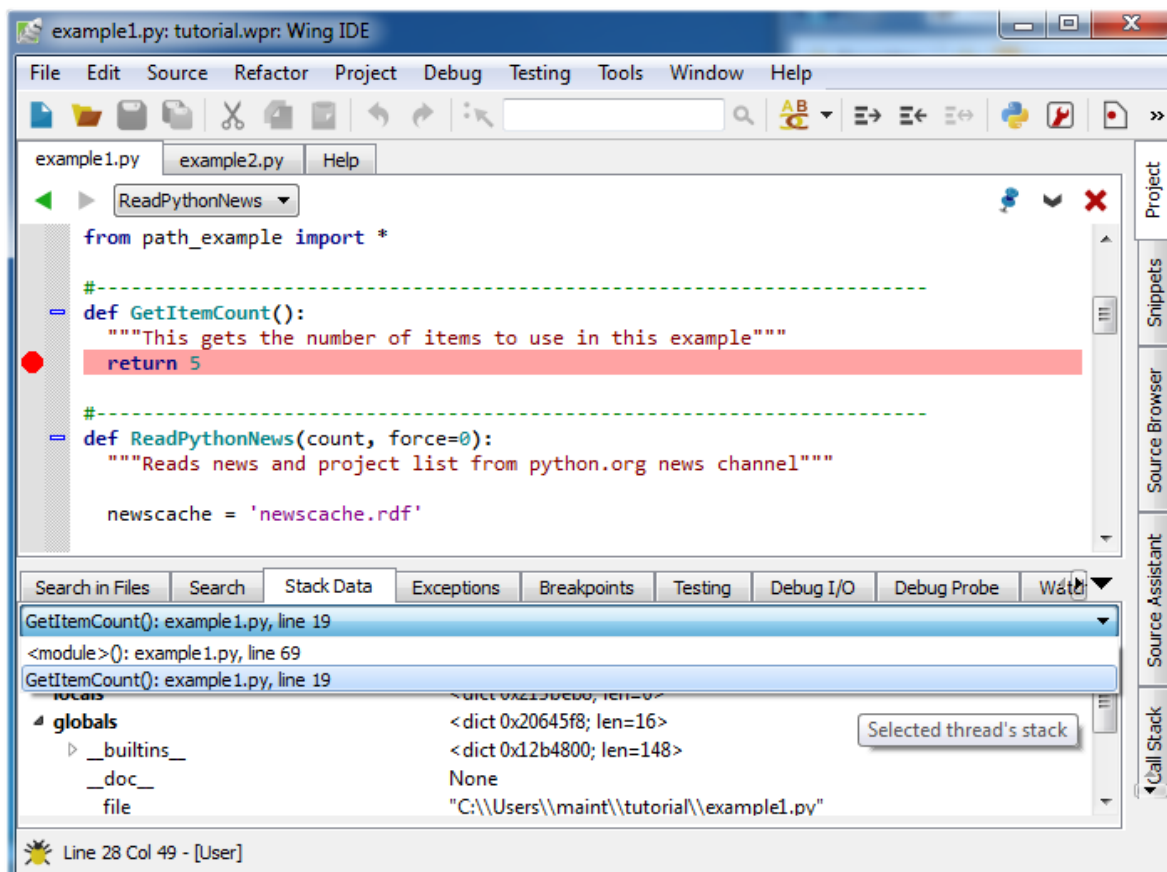 example1.py: tutorial.wpr: Wing IDE
File Edit Source Refactor Project Debug Testing Tools Window Help
example1.py example2.py Help
ReadPythonNews
from path_example import *
#----------------------------------------------------------------------
def GetItemCount():
"""This gets the number of items to use in this example"""
return 5
#----------------------------------------------------------------------
def ReadPythonNews(count, force=0):
"""Reads news and project list from python.org news channel"""
newscache = 'newscache.rdf'
Project
Snippets
Source Browser
Source Assistant
Call Stack
Search in Files Search Stack Data Exceptions Breakpoints Testing Debug I/O Debug Probe
GetItemCount(): example1.py, line 19
<module>(): example1.py, line 69
GetItemCount(): example1.py, line 19
locals
globals <dict 0x20645f8; len=16>
__builtins__ <dict 0x12b4800; len=148>
__doc__ None
file "C:\\Users\\maint\\tutorial\\example1.py"
Selected thread's stack
Line 28 Col 49 - [User]